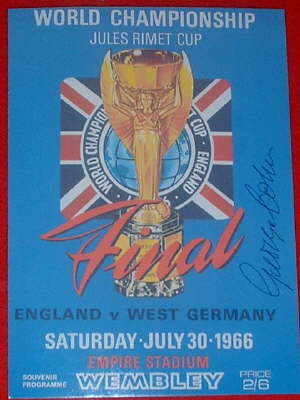 WORLD CHAMPIONSHIP
JULES RIMET CUP
WORLD CHAMPIONSHIP
RIMET CUP · ENGLAND
Final
George Cohen
ENGLAND v WEST GERMANY
SATURDAY · JULY 30 · 1966
EMPIRE STADIUM
SOUVENIR
PROGRAMME
WEMBLEY
PRICE
2/6